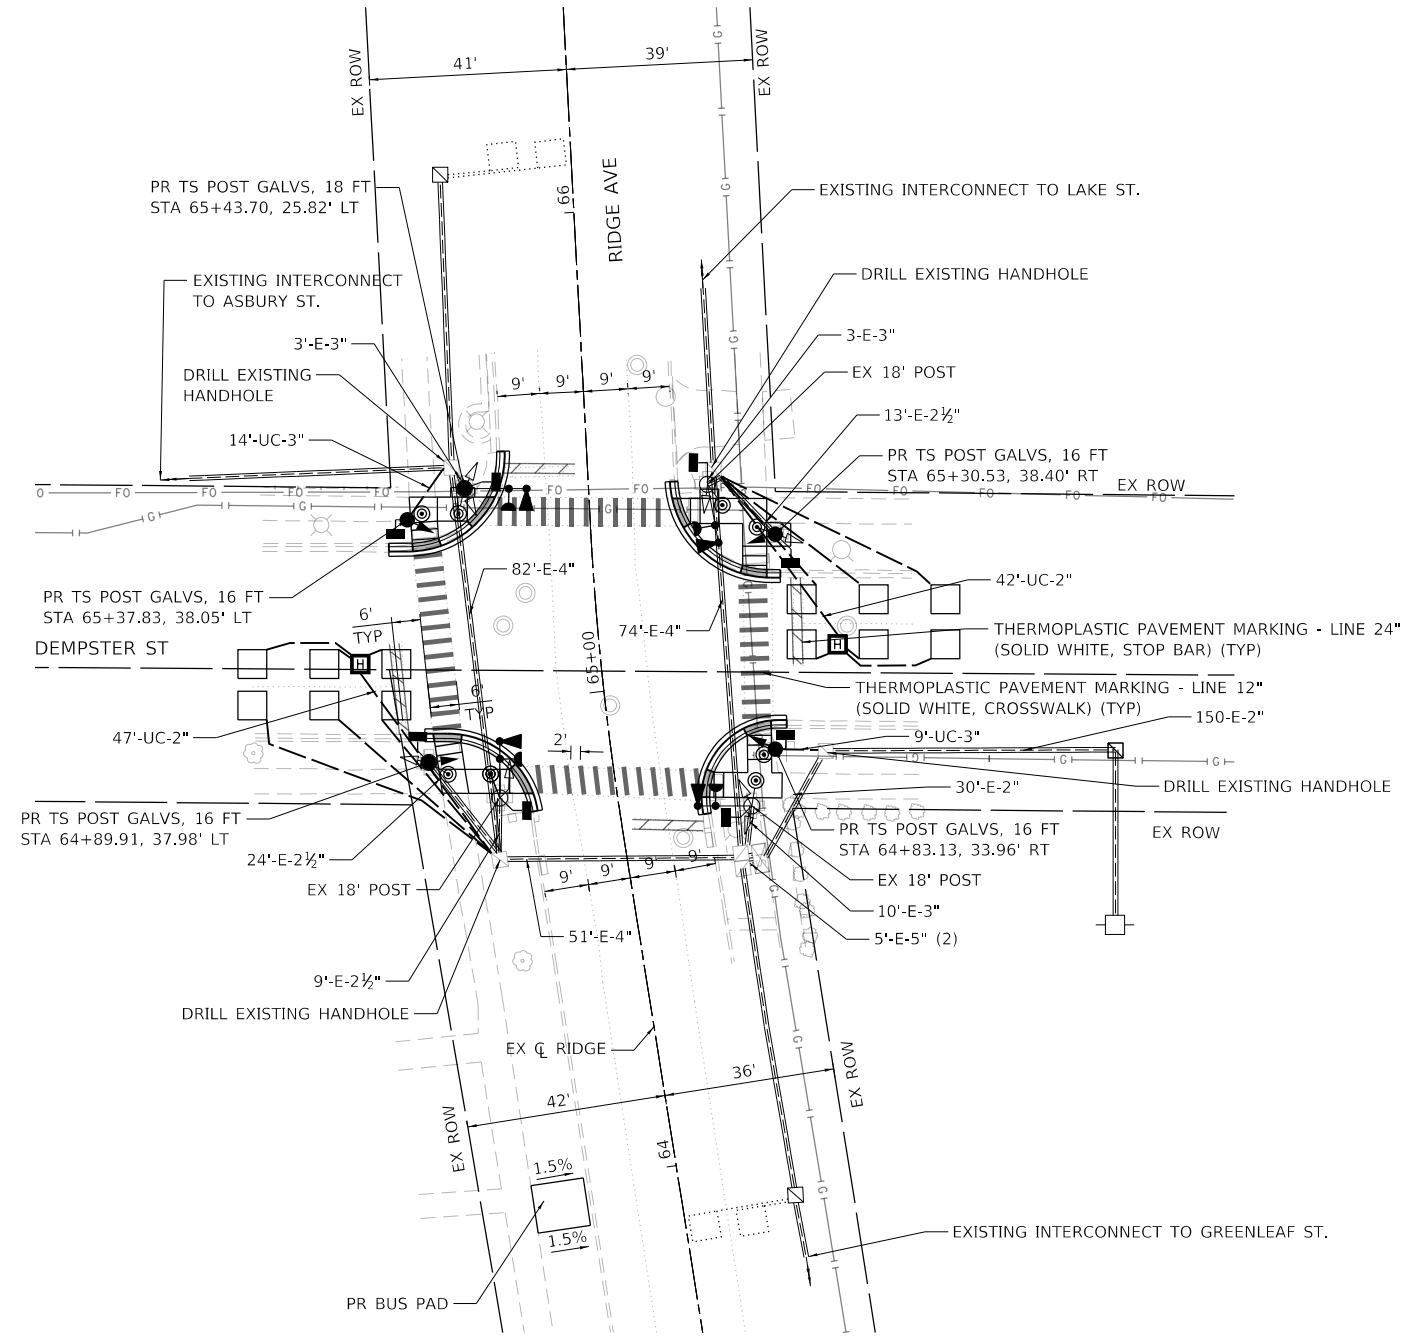 41'
39'
EX ROW
EX ROW
G
66
RIDGE AVE
PR TS POST GALVS, 18 FT
STA 65+43.70, 25.82' LT
EXISTING INTERCONNECT TO LAKE ST.
G
EXISTING INTERCONNECT
TO ASBURY ST.
DRILL EXISTING HANDHOLE
3'-E-3"
3-E-3"
G
DRILL EXISTING
HANDHOLE
9'
9'
9'
9'
EX 18' POST
13'-E-2½"
14'-UC-3"
PR TS POST GALVS, 16 FT
STA 65+30.53, 38.40' RT
EX ROW
O
FO
FO
FO
FO
FO
FO
FO
FO
FO
G
G
G
82'-E-4"
42'-UC-2"
PR TS POST GALVS, 16 FT
STA 65+37.83, 38.05' LT
6'
TYP
74'-E-4"
THERMOPLASTIC PAVEMENT MARKING - LINE 24"
(SOLID WHITE, STOP BAR) (TYP)
DEMPSTER ST
H
H
65+00
6'
TYP
THERMOPLASTIC PAVEMENT MARKING - LINE 12"
(SOLID WHITE, CROSSWALK) (TYP)
150-E-2"
47'-UC-2"
2'
9'-UC-3"
G
G
G
DRILL EXISTING HANDHOLE
30'-E-2"
PR TS POST GALVS, 16 FT
STA 64+89.91, 37.98' LT
PR TS POST GALVS, 16 FT
STA 64+83.13, 33.96' RT
EX ROW
24'-E-2½"
9'
9'
9
9'
EX 18' POST
EX 18' POST
G
10'-E-3"
51'-E-4"
5'-E-5" (2)
9'-E-2½"
DRILL EXISTING HANDHOLE
G
EX ℄ RIDGE
42'
36'
EX ROW
EX ROW
64
1.5%
G
1.5%
EXISTING INTERCONNECT TO GREENLEAF ST.
PR BUS PAD
G